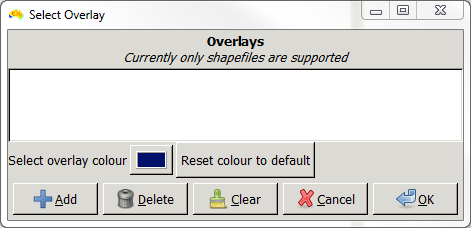 Select Overlay
Overlays
Currently only shapefiles are supported
Select overlay colour Reset colour to default
Add Delete Clear Cancel OK